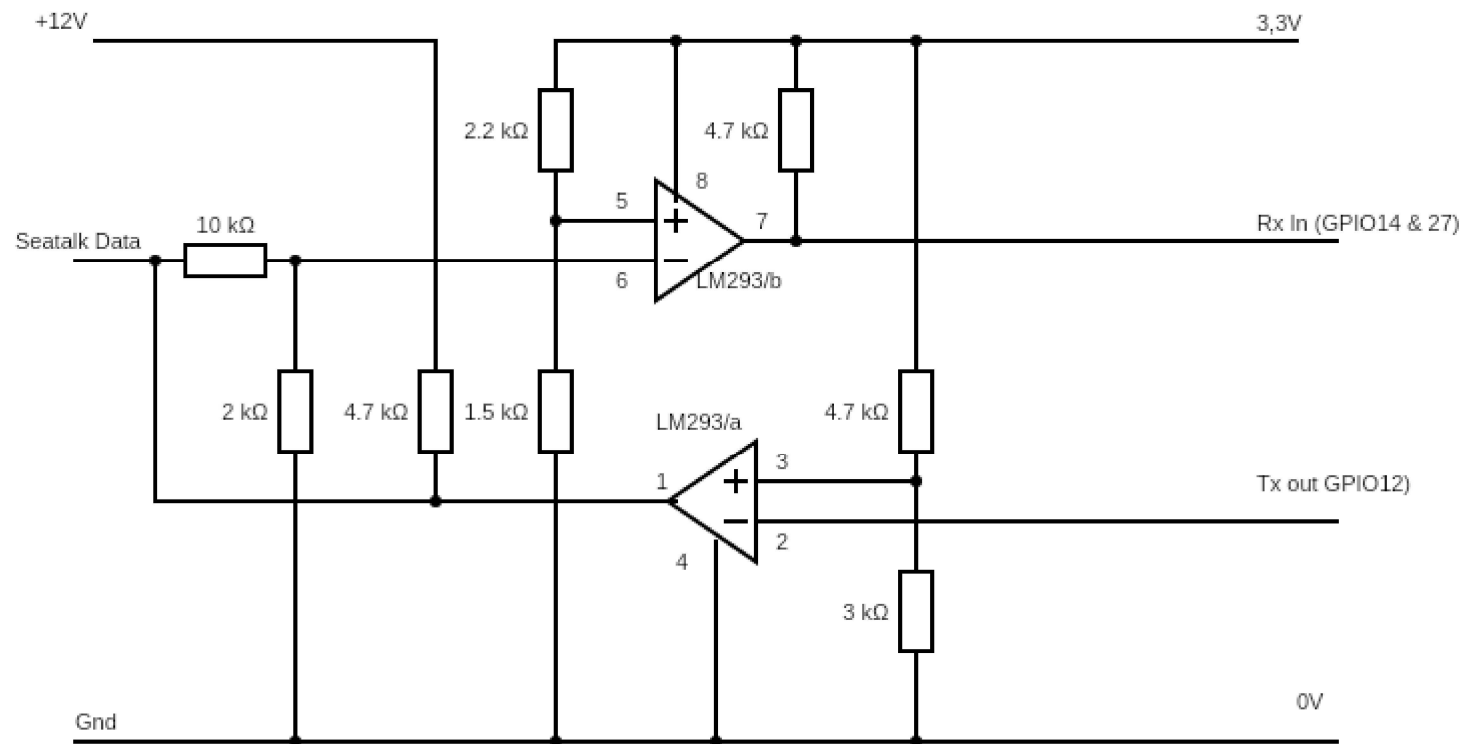 +12V
3,3V
2.2 kΩ
4.7 kΩ
8
5
7
10 kΩ
Rx In (GPIO14 & 27)
Seatalk Data
6
LM293/b
2 kΩ
4.7 kΩ
1.5 kΩ
LM293/a
4.7 kΩ
3
1
Tx out GPIO12)
2
4
3 kΩ
0V
Gnd